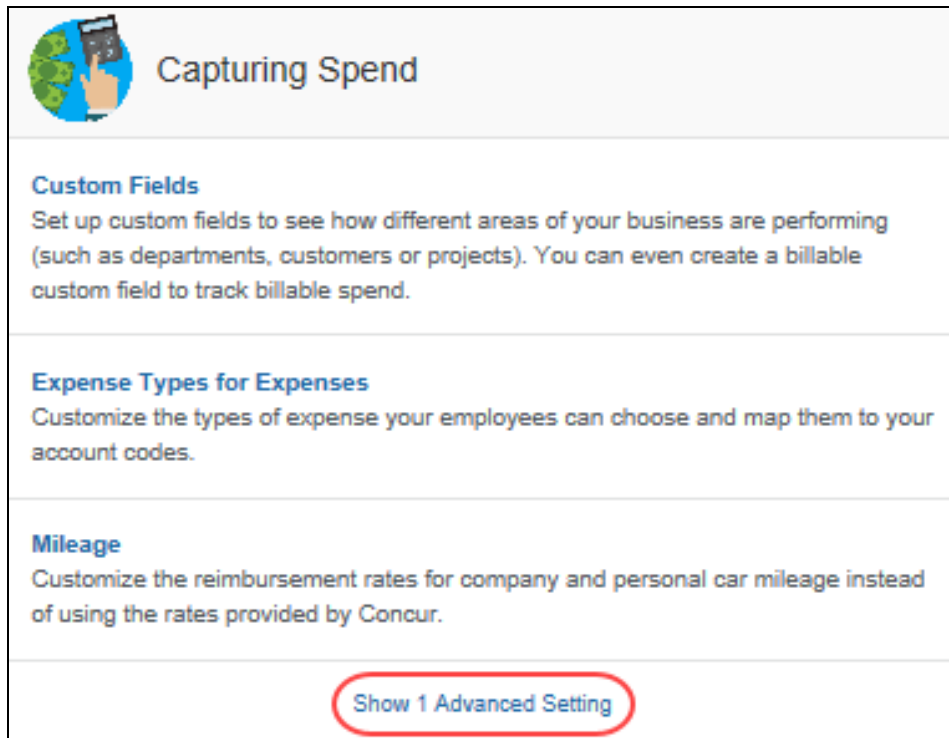 Capturing Spend
Custom Fields
Set up custom fields to see how different areas of your business are performing
(such as departments, customers or projects). You can even create a billable
custom field to track billable spend.
Expense Types for Expenses
Customize the types of expense your employees can choose and map them to your
account codes.
Mileage
Customize the reimbursement rates for company and personal car mileage instead
of using the rates provided by Concur.
Show 1 Advanced Setting